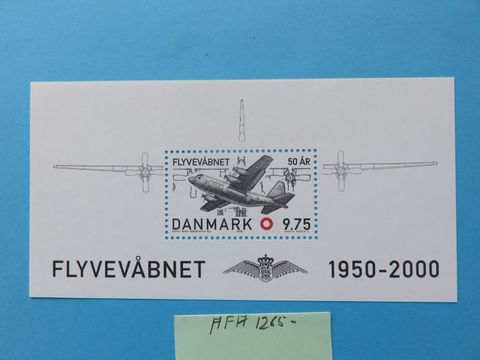 FLYVEVÅBNET 50 ÅR
DANMARK 9.75
FLYVEVÅBNET 1950-2000
AFA 1265-